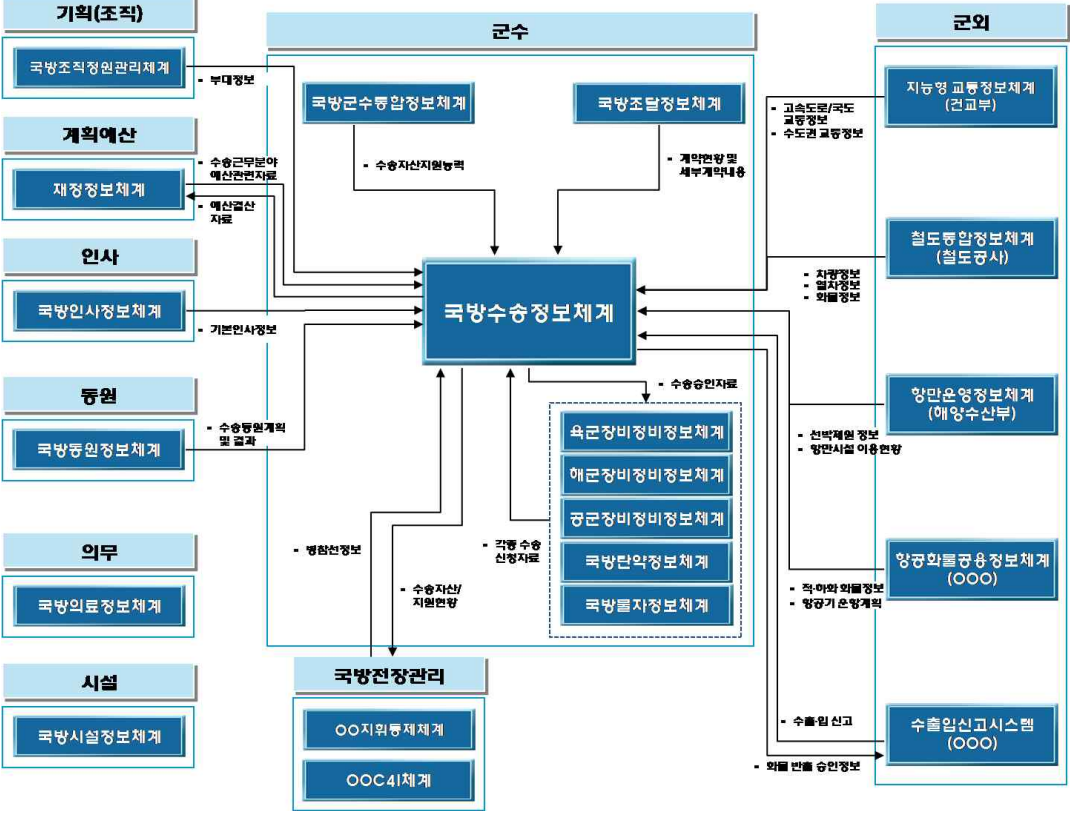 기획(조직)
국방조직정원관리체계
- 부대정보
계획예산
재정정보체계
- 수송근무분야
예산관련자료
- 예산결산
자료
인사
국방인사정보체계
- 기본인사정보
동원
국방동원정보체계
- 수송동원계획
및 결과
의무
국방의료정보체계
시설
국방시설정보체계
군수
국방군수통합정보체계
국방조달정보체계
- 수송자산지원능력
- 계약현황 및
세부계약내용
국방수송정보체계
- 수송승인자료
육군장비정비정보체계
해군장비정비정보체계
공군장비정비정보체계
국방탄약정보체계
국방물자정보체계
- 각종 수송
신청자료
- 병참선정보
- 수송자산/
지원현황
국방전장관리
OO지휘통제체계
OOC4I체계
군외
지능형 교통정보체계
(건교부)
- 고속도로/국도
교통정보
- 수도권 교통정보
철도통합정보체계
(철도공사)
- 차량정보
- 열차정보
- 화물정보
항만운영정보체계
(해양수산부)
- 선박제원 정보
- 항만시설 이용현황
항공화물공용정보체계
(OOO)
- 적·하화 화물정보
- 항공기 운항계획
수출입신고시스템
(OOO)
- 수출·입 신고
- 화물 반출 승인정보